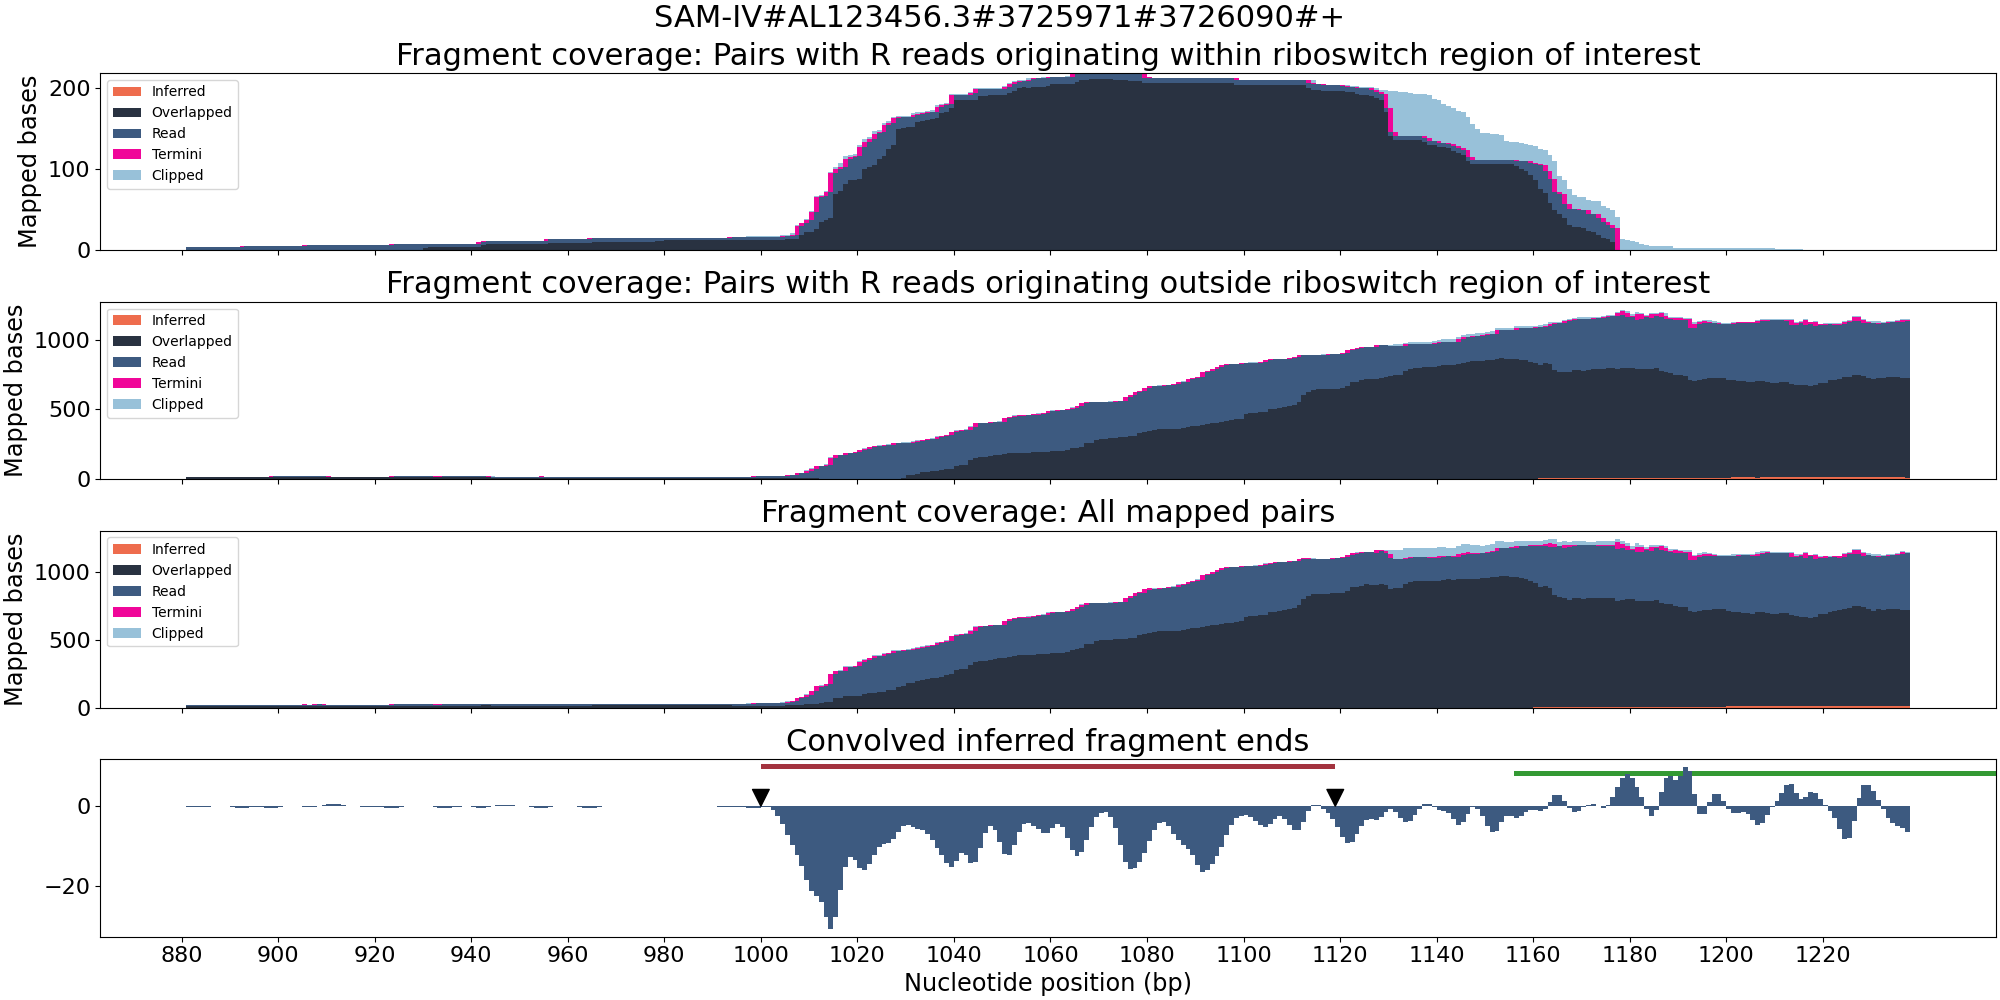 SAM-IV#AL123456.3#3725971#3726090#+
Fragment coverage: Pairs with R reads originating within riboswitch region of interest
Mapped bases
200
100
0
Inferred
Overlapped
Read
Termini
Clipped
Fragment coverage: Pairs with R reads originating outside riboswitch region of interest
Mapped bases
1000
500
0
Inferred
Overlapped
Read
Termini
Clipped
Fragment coverage: All mapped pairs
Mapped bases
1000
500
0
Inferred
Overlapped
Read
Termini
Clipped
Convolved inferred fragment ends
0
−20
880 900 920 940 960 980 1000 1020 1040 1060 1080 1100 1120 1140 1160 1180 1200 1220
Nucleotide position (bp)